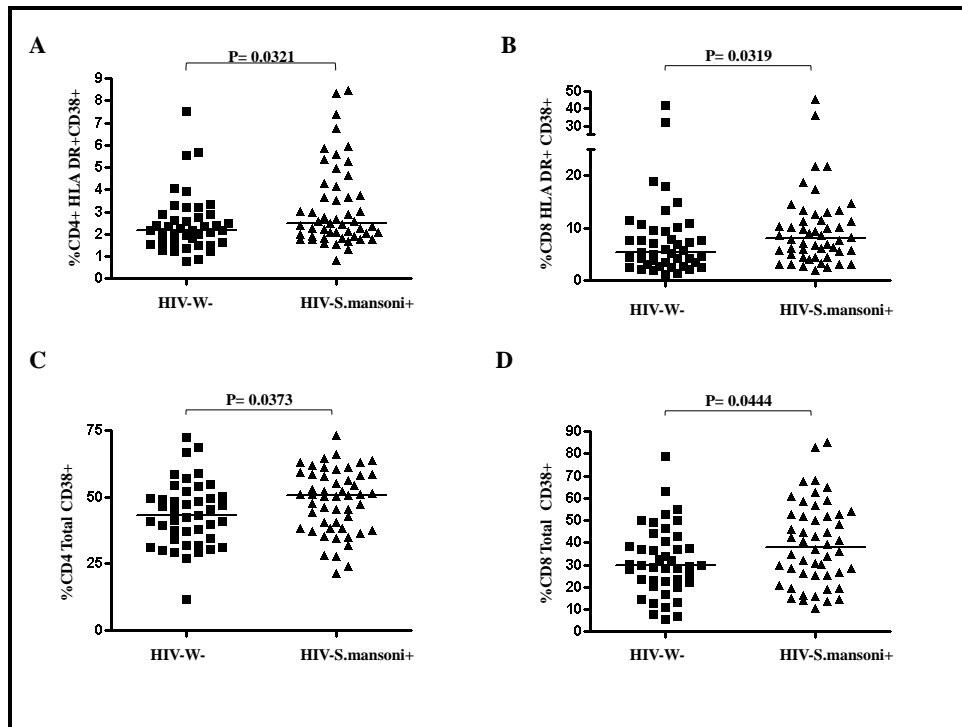 A
P= 0.0321
%CD4+ HLA DR+CD38+
9
8
7
6
5
4
3
2
1
0
HIV-W-
HIV-S.mansoni+
B
P= 0.0319
%CD8 HLA DR+ CD38+
50
40
30
20
10
0
HIV-W-
HIV-S.mansoni+
C
P= 0.0373
%CD4 Total CD38+
75
50
25
0
HIV-W-
HIV-S.mansoni+
D
P= 0.0444
%CD8 Total CD38+
90
80
70
60
50
40
30
20
10
0
HIV-W-
HIV-S.mansoni+